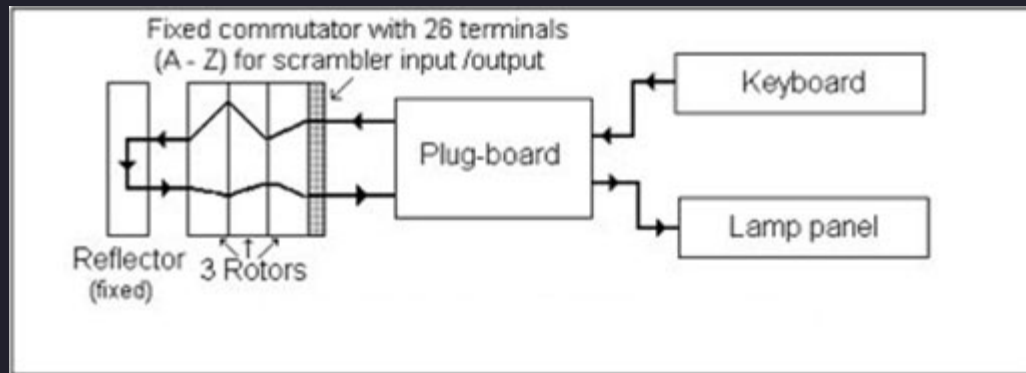 Fixed commutator with 26 terminals
(A - Z) for scrambler input /output
Keyboard
Plug-board
Lamp panel
Reflector
(fixed)
3 Rotors